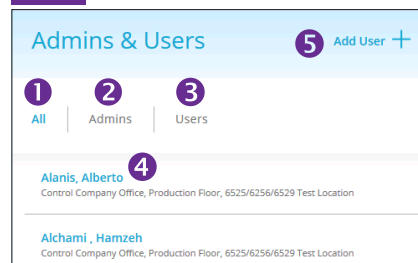 Admins & Users
5 Add User +
1 2 3
All Admins Users
Alanis, Alberto 4
Control Company Office, Production Floor, 6525/6256/6529 Test Location
Alchami , Hamzeh
Control Company Office, Production Floor, 6525/6256/6529 Test Location